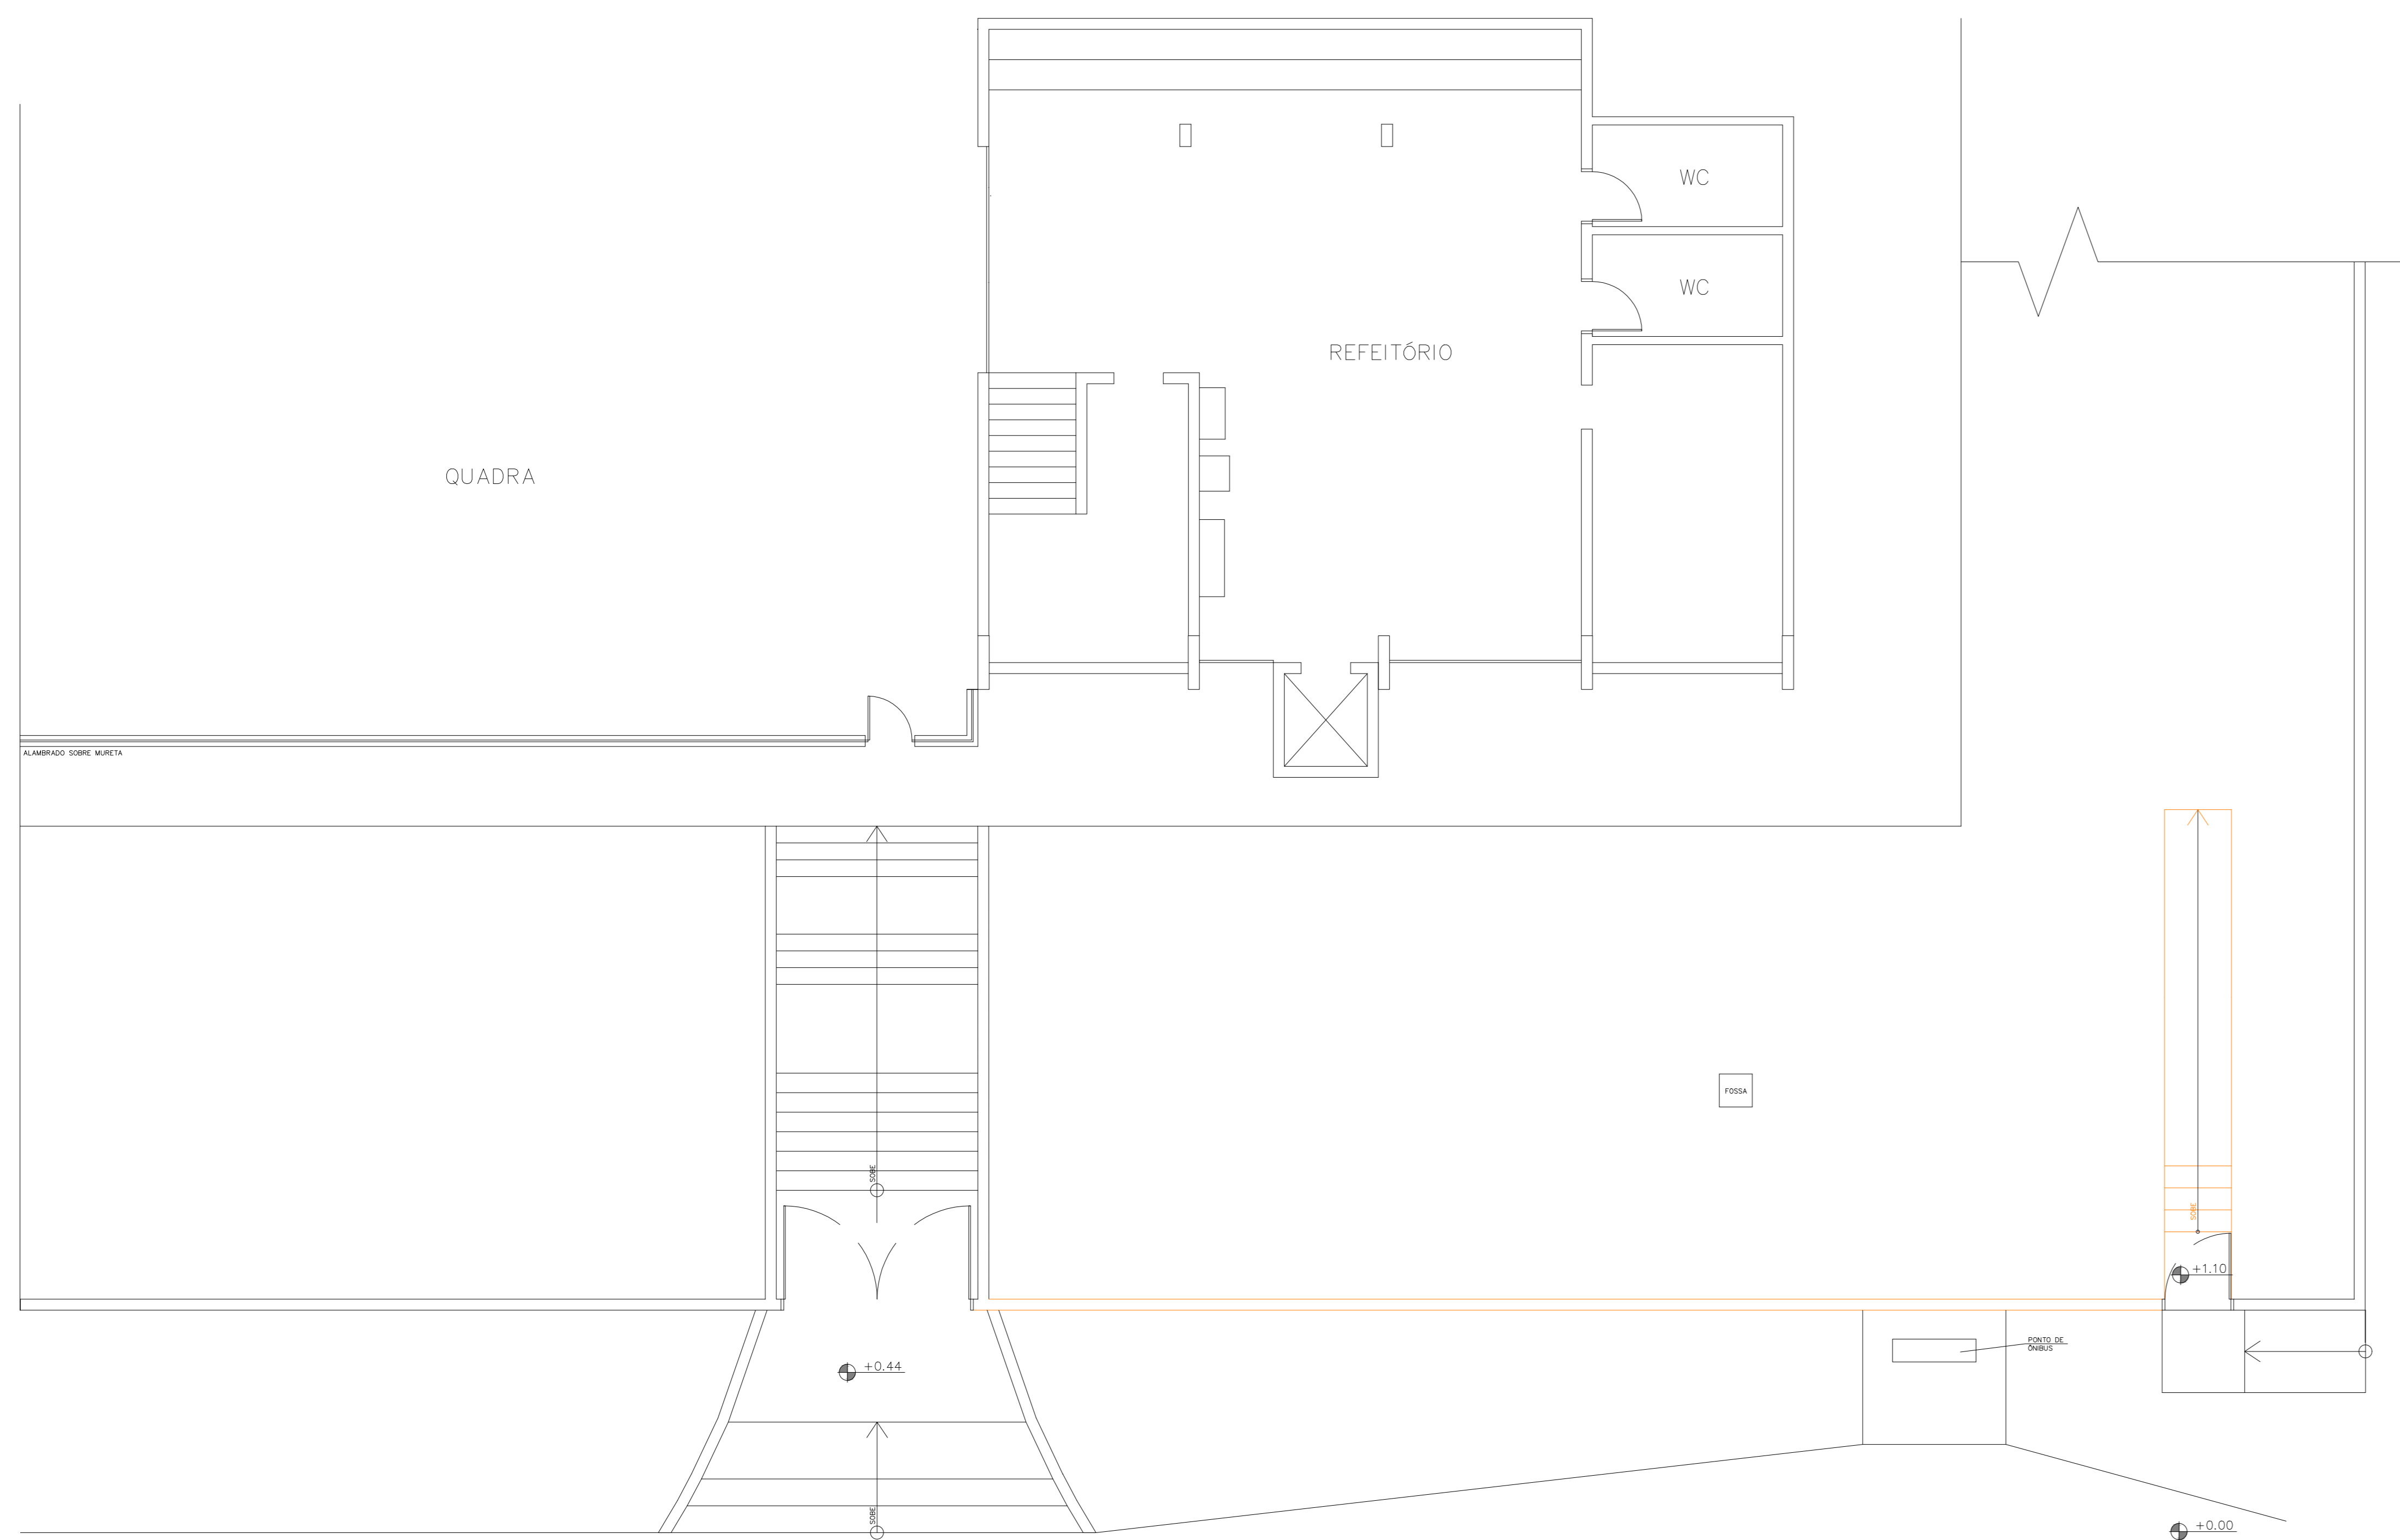 WC
WC
REFEITÓRIO
QUADRA
ALAMBRADO SOBRE MURETA
FOSSA
SOBE
SOBE
+1.10
PONTO DE
ÔNIBUS
+0.44
SOBE
+0.00